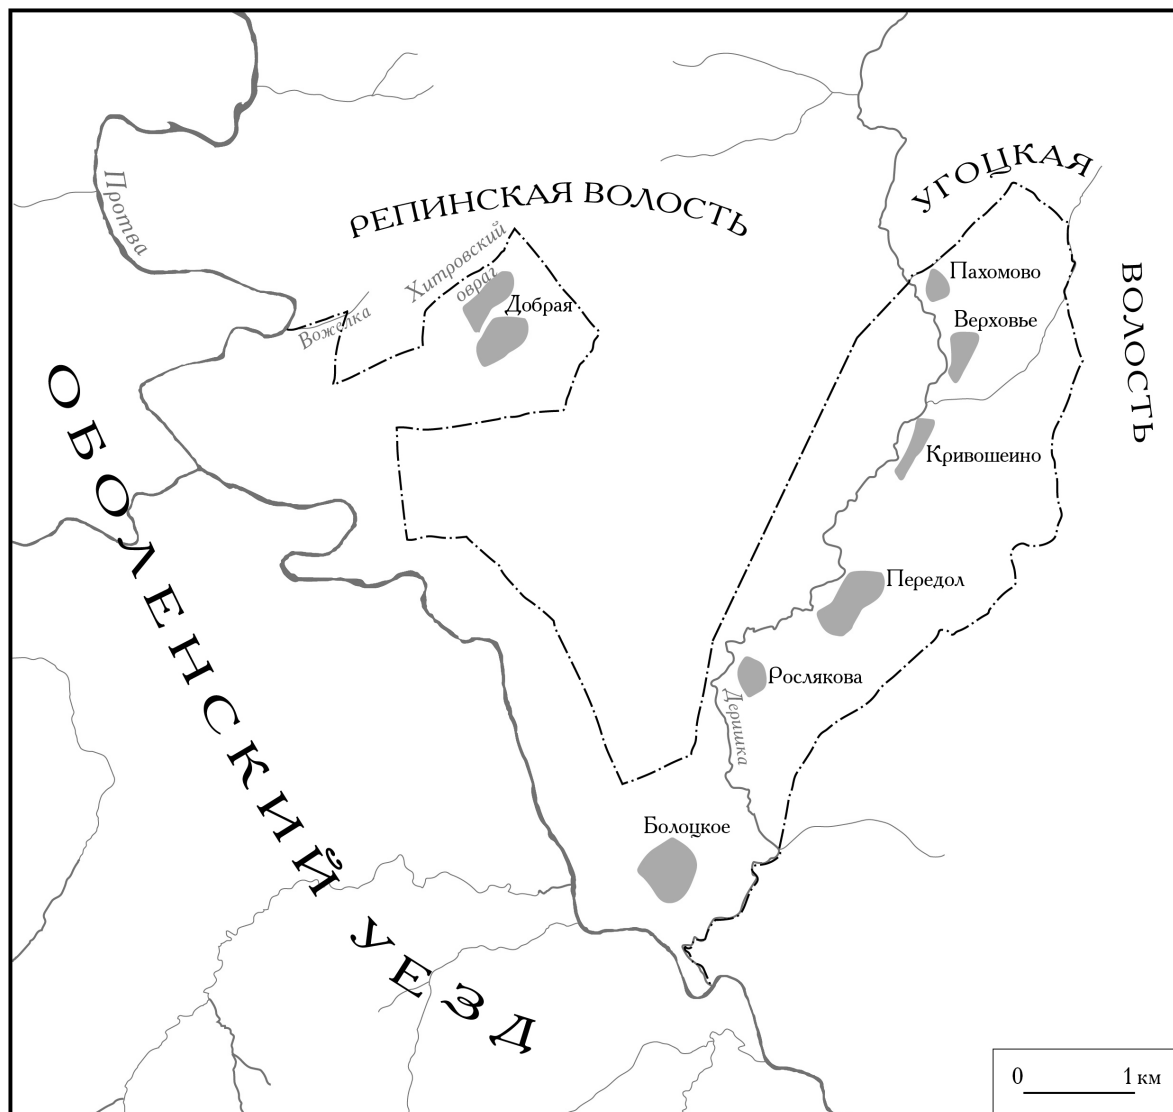 Протва
РЕПИНСКАЯ ВОЛОСТЬ
УГОЦКАЯ
ВОЛОСТЬ
Хитровский
овраг
Добрая
Вожелка
Пахомово
Верховье
ОБОЛЕНСКИЙ УЕЗД
Кривошеино
Передол
Рослякова
Деришка
Болоцкое
0 1 км